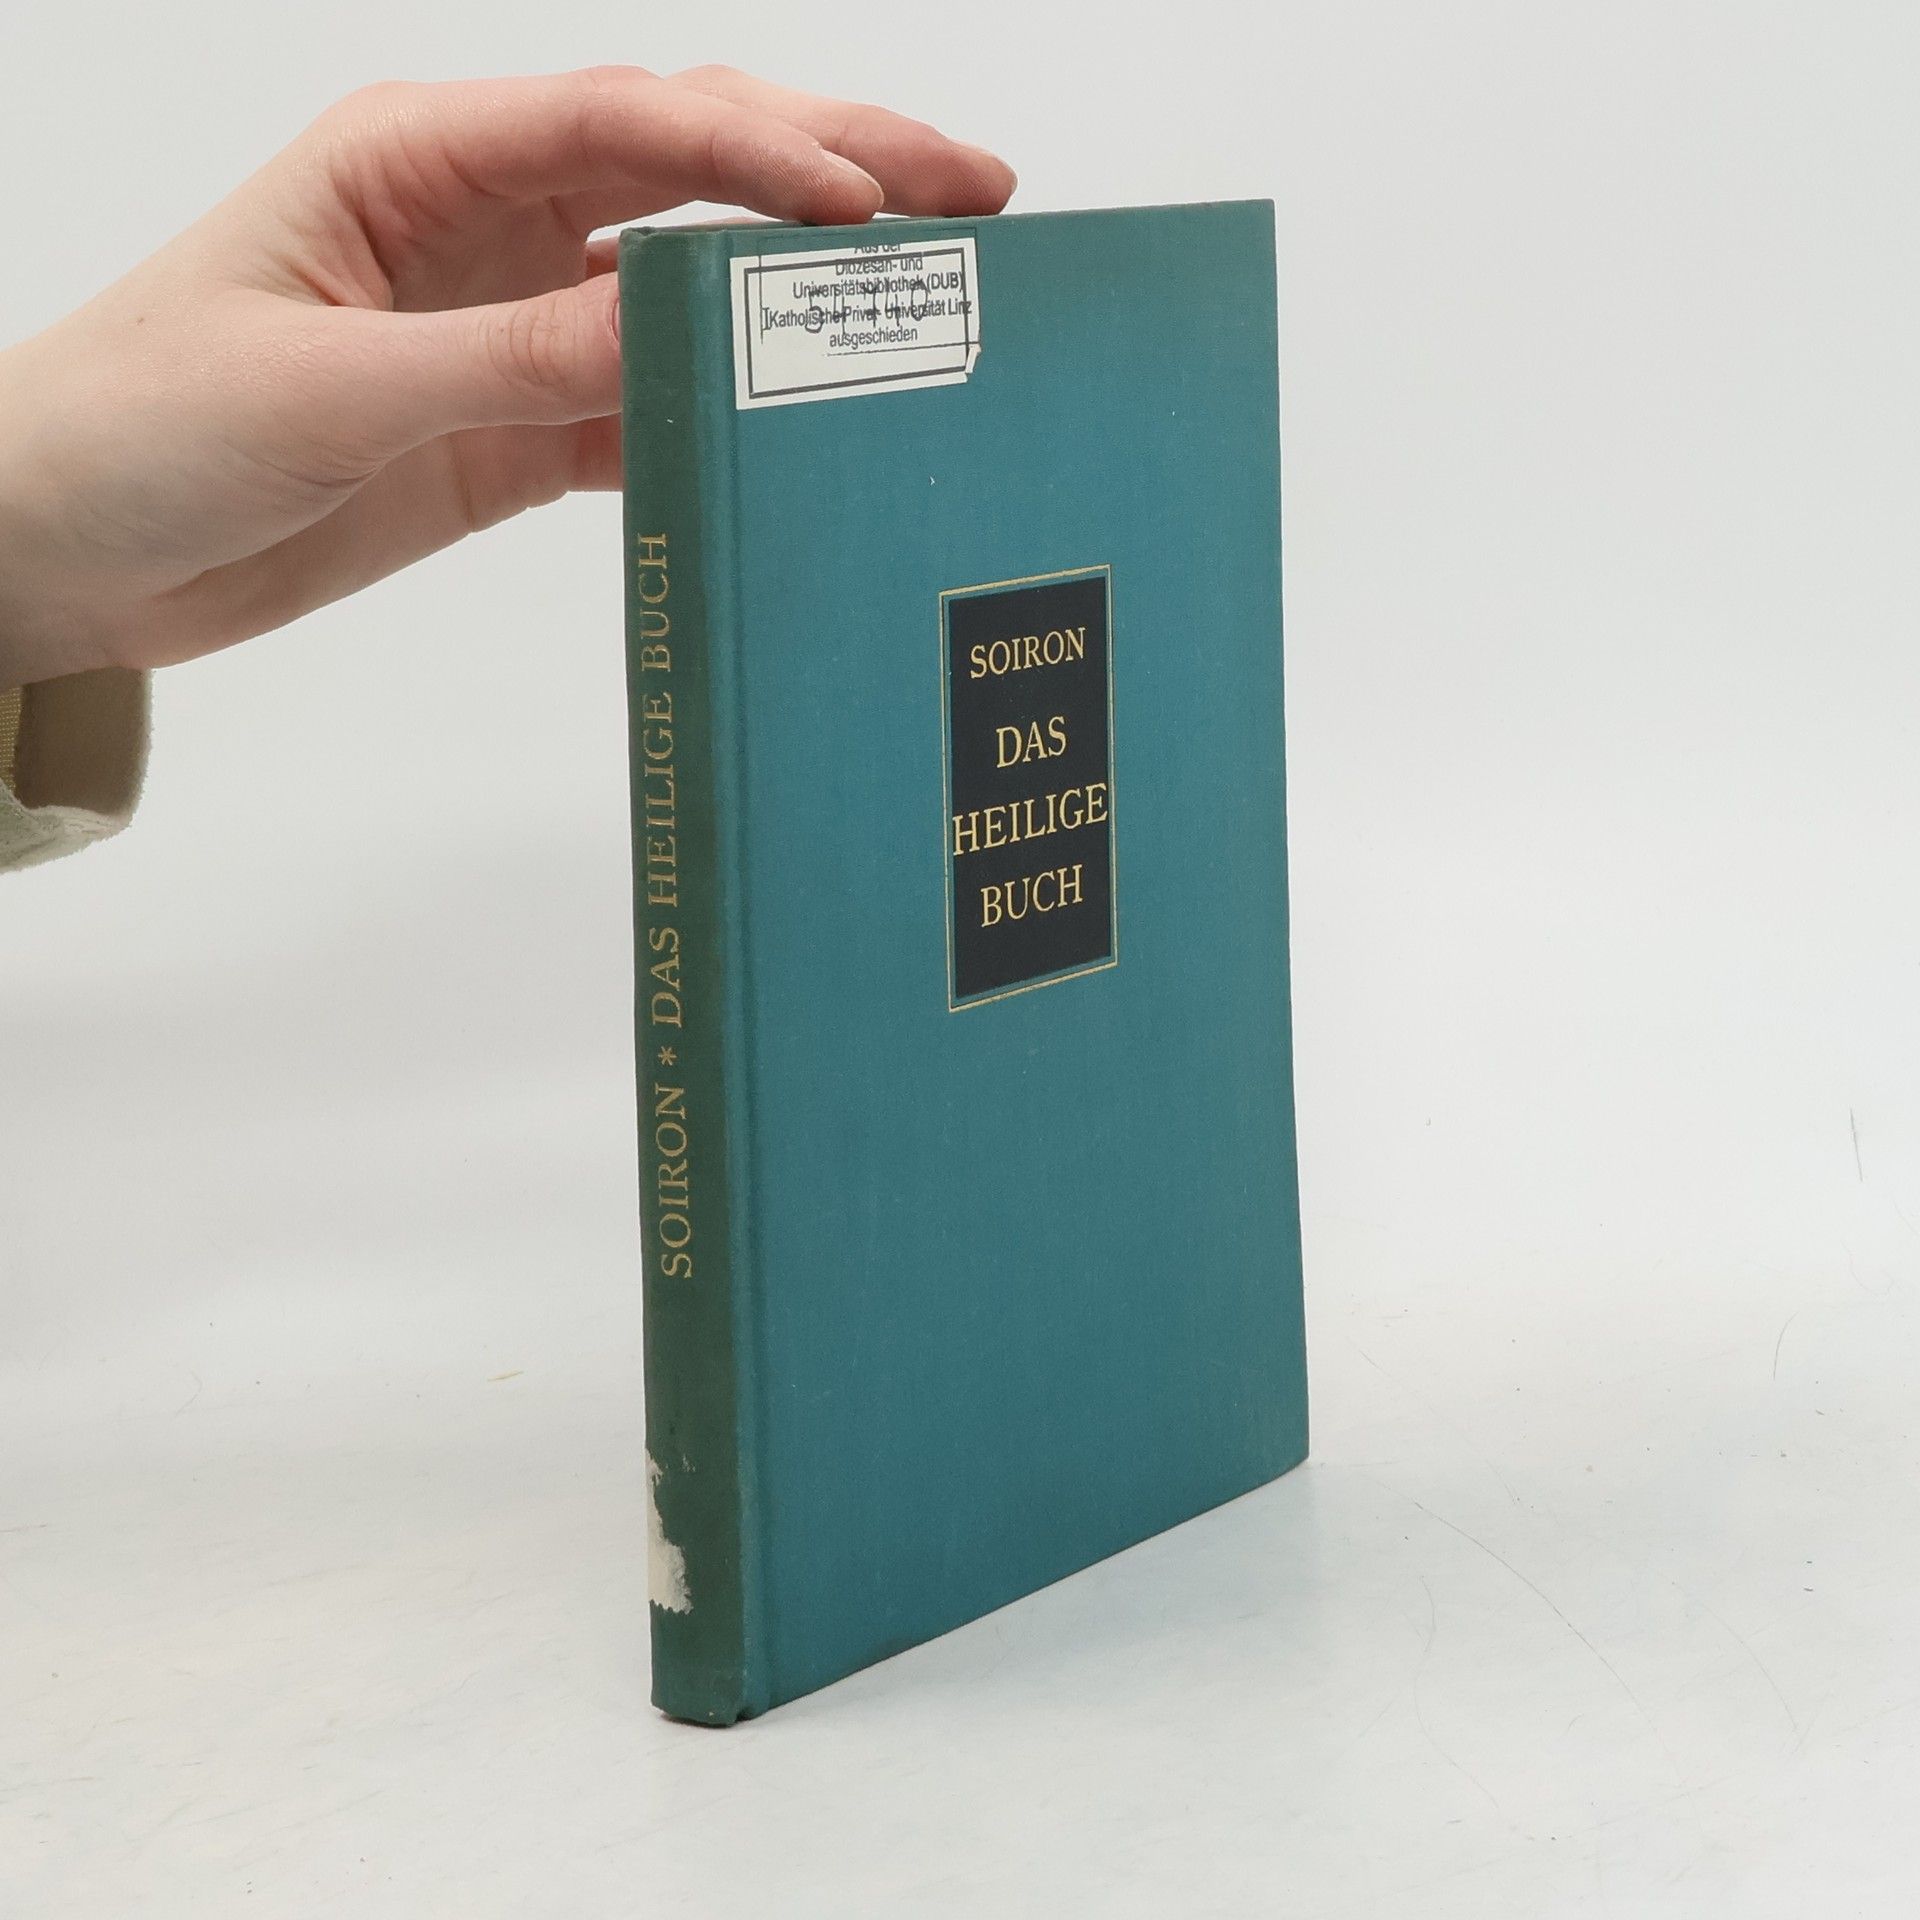 Aus der
Diözesan- und
Universitätsbibliothek (DUB)
Katholische Privat- Universität Linz
ausgeschieden
SOIRON
DAS
HEILIGE
BUCH
SOIRON * DAS HEILIGE BUCH